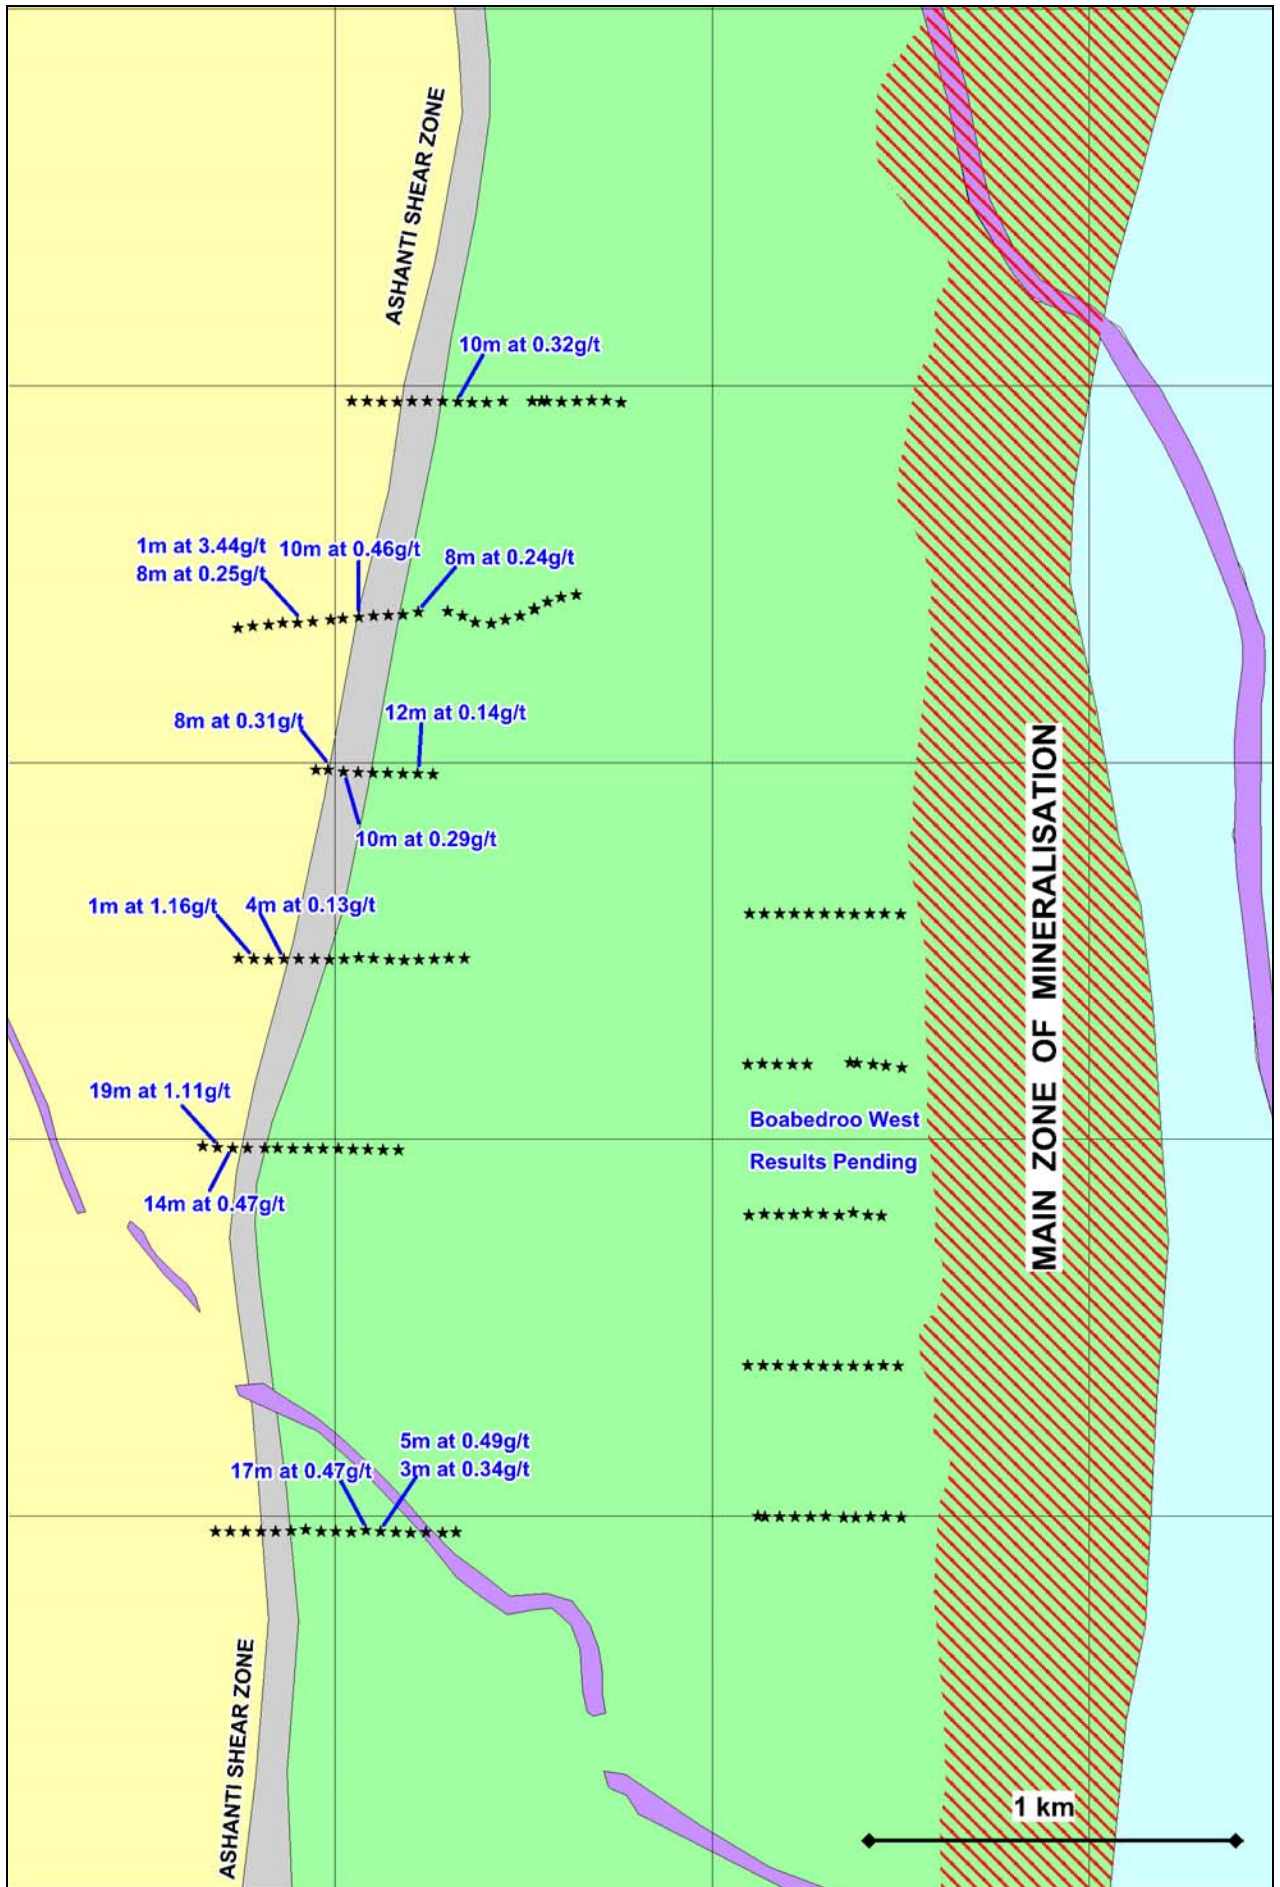 ASHANTI SHEAR ZONE
10m at 0.32g/t
1m at 3.44g/t
8m at 0.25g/t
10m at 0.46g/t
8m at 0.24g/t
8m at 0.31g/t
12m at 0.14g/t
10m at 0.29g/t
1m at 1.16g/t
4m at 0.13g/t
MAIN ZONE OF MINERALISATION
19m at 1.11g/t
14m at 0.47g/t
Boabedroo West
Results Pending
5m at 0.49g/t
3m at 0.34g/t
17m at 0.47g/t
ASHANTI SHEAR ZONE
1 km